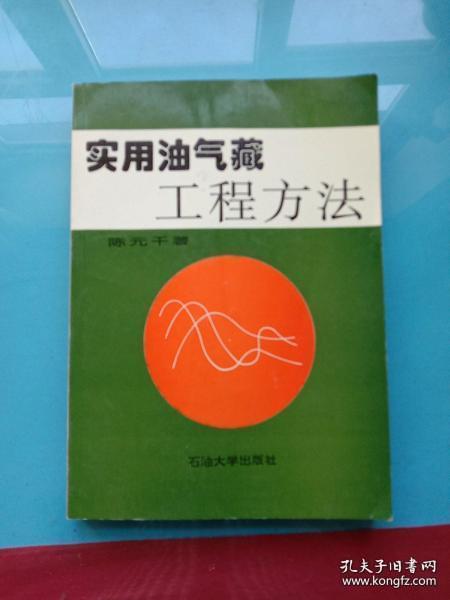 实用油气藏
工程方法
陈元千著
石油大学出版社
孔夫子旧书网
www.kongfz.com